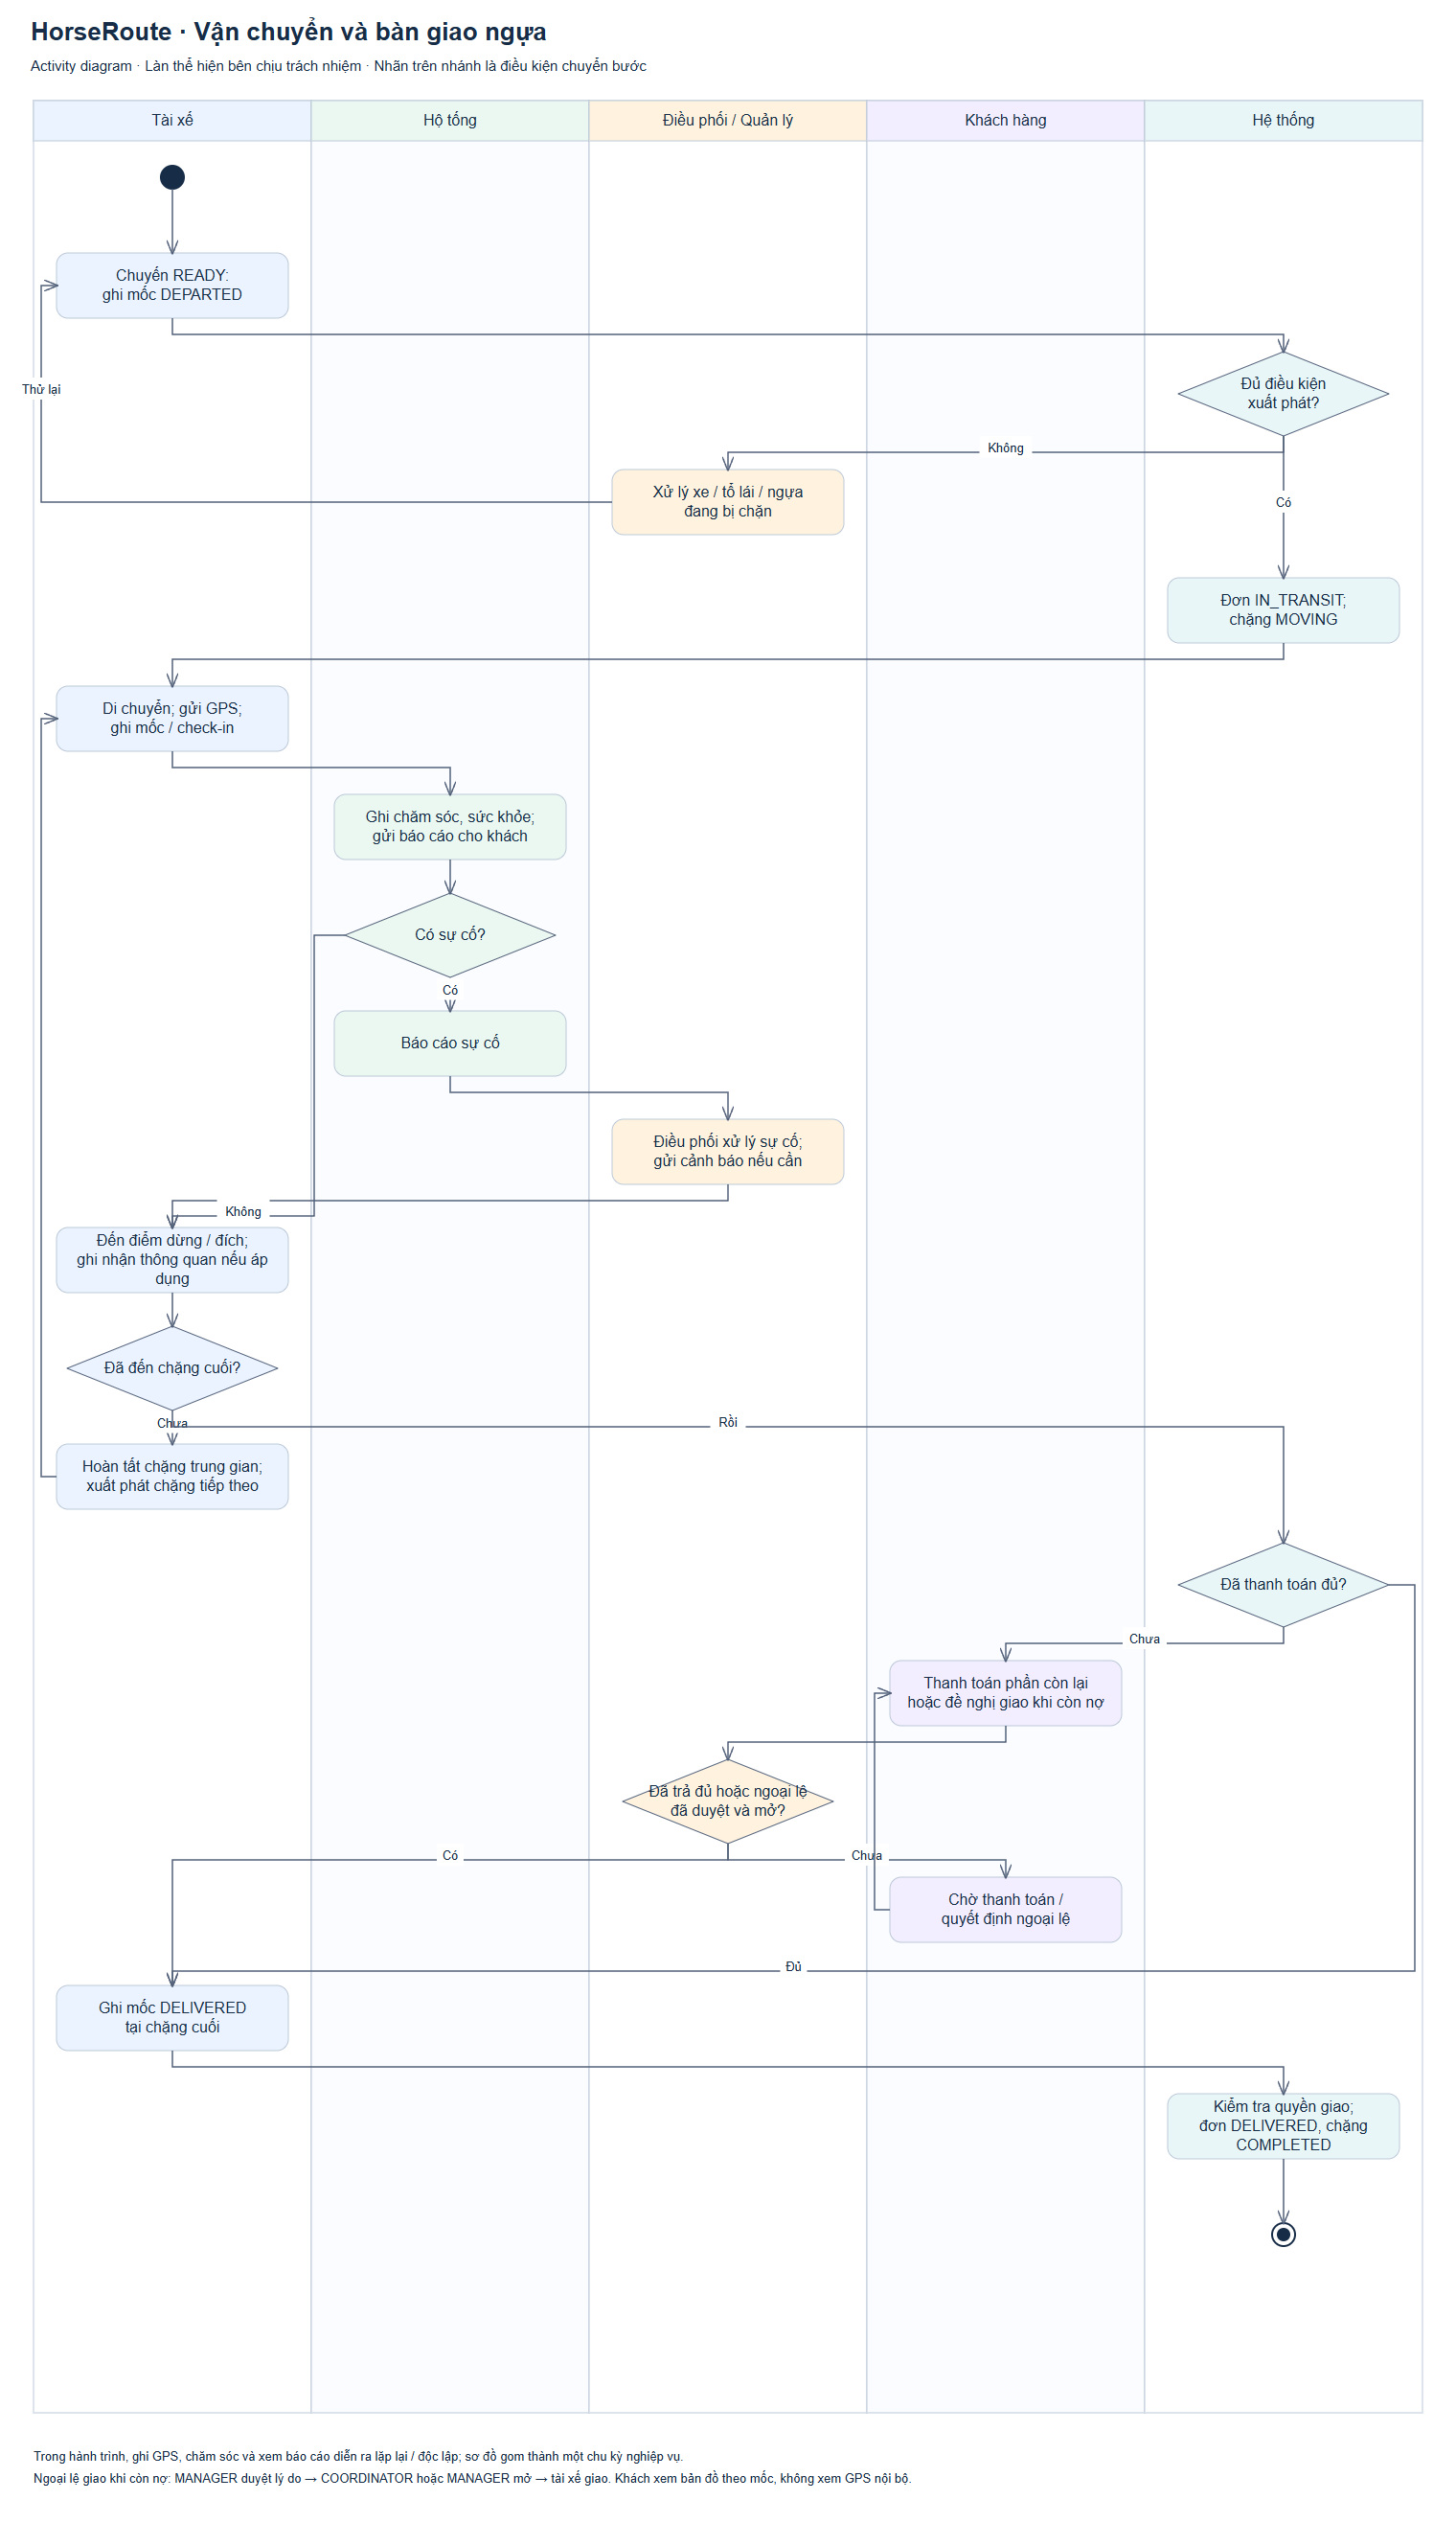 HorseRoute · Vận chuyển và bàn giao ngựa
Activity diagram · Làn thể hiện bên chịu trách nhiệm · Nhãn trên nhánh là điều kiện chuyển bước
Tài xế
Hộ tống
Điều phối / Quản lý
Khách hàng
Hệ thống
Chuyến READY:
ghi mốc DEPARTED
Đủ điều kiện
xuất phát?
Thử lại
Không
Xử lý xe / tổ lái / ngựa
đang bị chặn
Có
Đơn IN_TRANSIT;
chặng MOVING
Di chuyển; gửi GPS;
ghi mốc / check-in
Ghi chăm sóc, sức khỏe;
gửi báo cáo cho khách
Có sự cố?
Có
Báo cáo sự cố
Điều phối xử lý sự cố;
gửi cảnh báo nếu cần
Không
Đến điểm dừng / đích;
ghi nhận thông quan nếu áp
dụng
Đã đến chặng cuối?
Chưa
Rồi
Hoàn tất chặng trung gian;
xuất phát chặng tiếp theo
Đã thanh toán đủ?
Chưa
Thanh toán phần còn lại
hoặc đề nghị giao khi còn nợ
Đã trả đủ hoặc ngoại lệ
đã duyệt và mở?
Có
Chưa
Chờ thanh toán /
quyết định ngoại lệ
Đủ
Ghi mốc DELIVERED
tại chặng cuối
Kiểm tra quyền giao;
đơn DELIVERED, chặng
COMPLETED
Trong hành trình, ghi GPS, chăm sóc và xem báo cáo diễn ra lặp lại / độc lập; sơ đồ gom thành một chu kỳ nghiệp vụ.
Ngoại lệ giao khi còn nợ: MANAGER duyệt lý do → COORDINATOR hoặc MANAGER mở → tài xế giao. Khách xem bản đồ theo mốc, không xem GPS nội bộ.